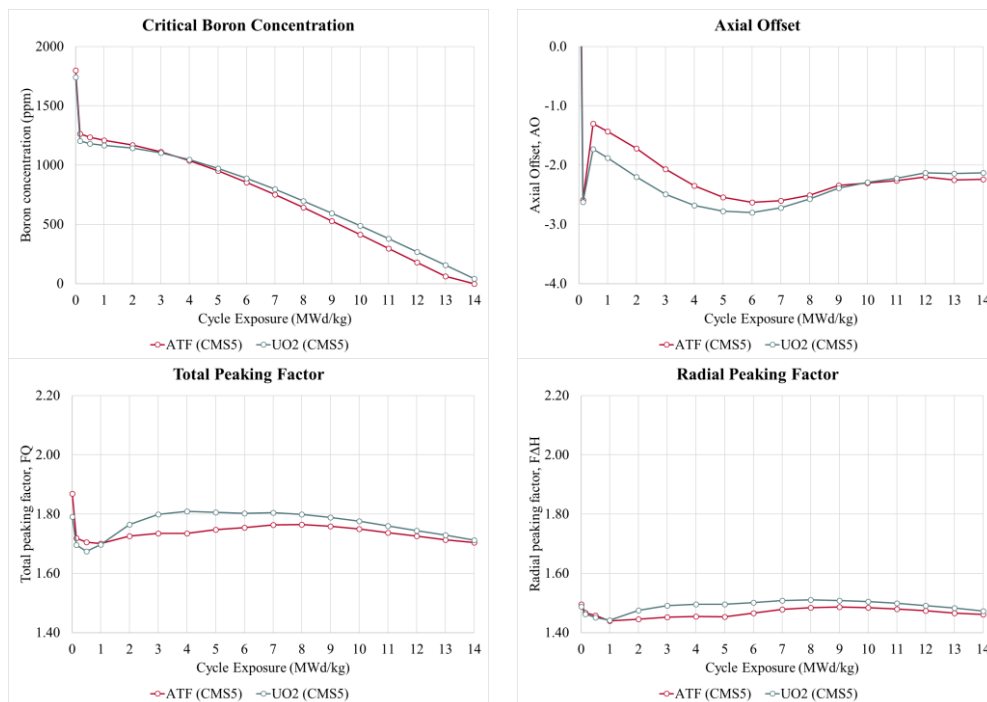 Critical Boron Concentration
2000
1500
1000
500
0
Boron concentration (ppm)
0 1 2 3 4 5 6 7 8 9 10 11 12 13 14
Cycle Exposure (MWd/kg)
ATF (CMS5) UO2 (CMS5)
Axial Offset
0.0
-1.0
-2.0
-3.0
-4.0
Axial Offset, AO
0 1 2 3 4 5 6 7 8 9 10 11 12 13 14
Cycle Exposure (MWd/kg)
ATF (CMS5) UO2 (CMS5)
Total Peaking Factor
2.20
2.00
1.80
1.60
1.40
Total peaking factor, FQ
0 1 2 3 4 5 6 7 8 9 10 11 12 13 14
Cycle Exposure (MWd/kg)
ATF (CMS5) UO2 (CMS5)
Radial Peaking Factor
2.20
2.00
1.80
1.60
1.40
Radial peaking factor, FΔH
0 1 2 3 4 5 6 7 8 9 10 11 12 13 14
Cycle Exposure (MWd/kg)
ATF (CMS5) UO2 (CMS5)